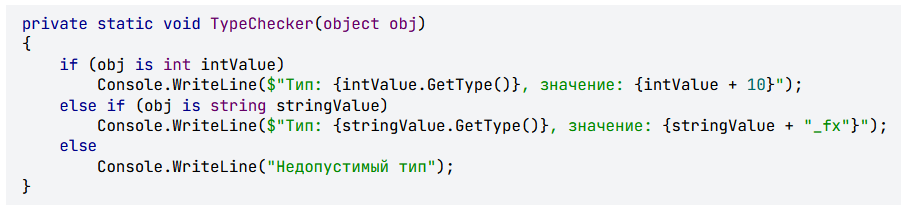 private static void TypeChecker(object obj)
{
    if (obj is int intValue)
        Console.WriteLine($"Тип: {intValue.GetType()}, значение: {intValue + 10}");
    else if (obj is string stringValue)
        Console.WriteLine($"Тип: {stringValue.GetType()}, значение: {stringValue + "_fx"}");
    else
        Console.WriteLine("Недопустимый тип");
}